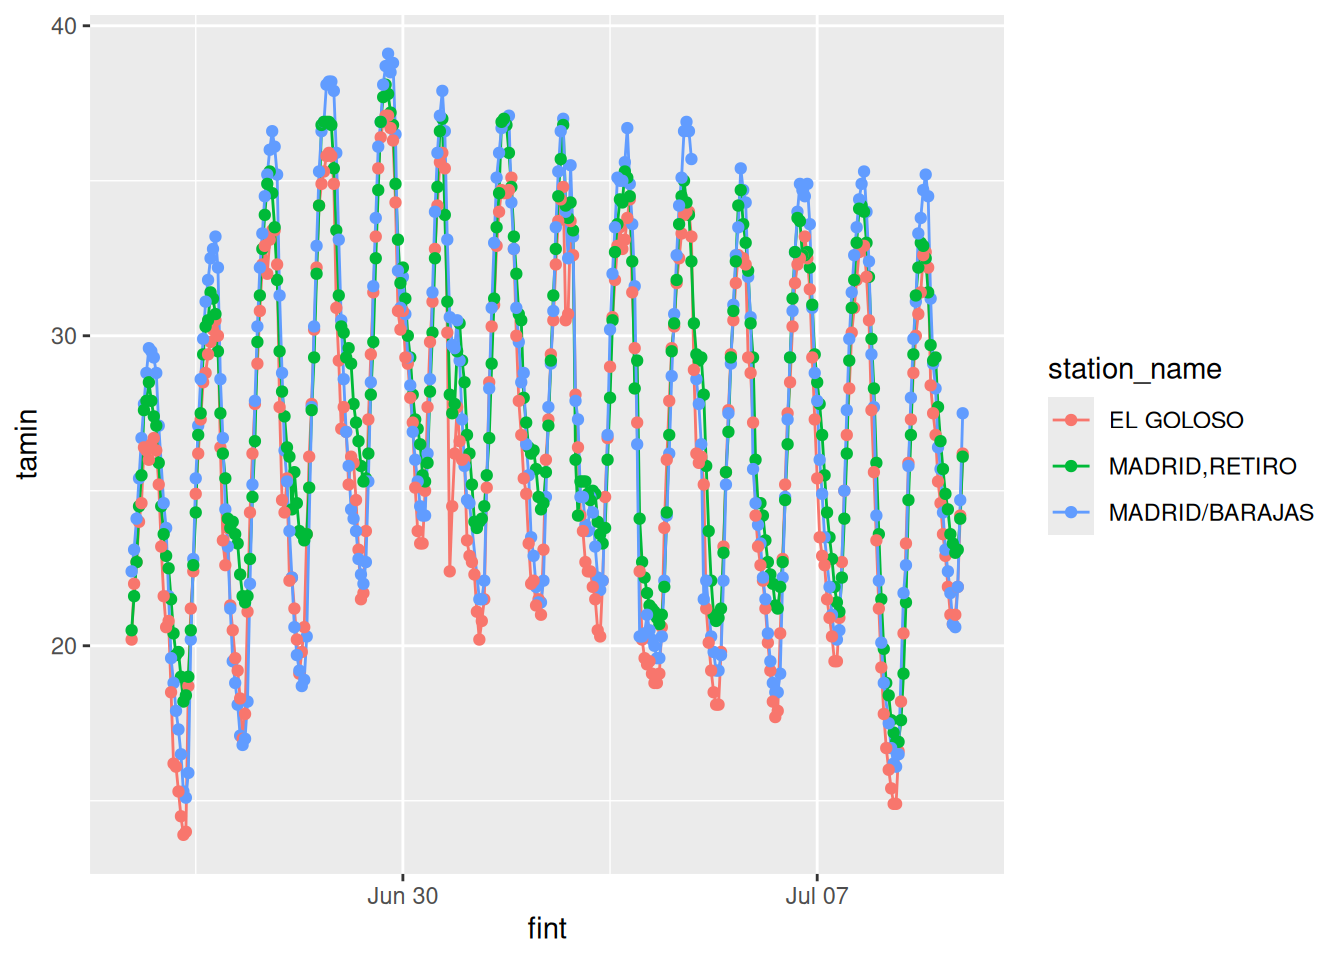 40
30
20
tamin
Jun 30
Jul 07
fint
station_name
EL GOLOSO
MADRID,RETIRO
MADRID/BARAJAS